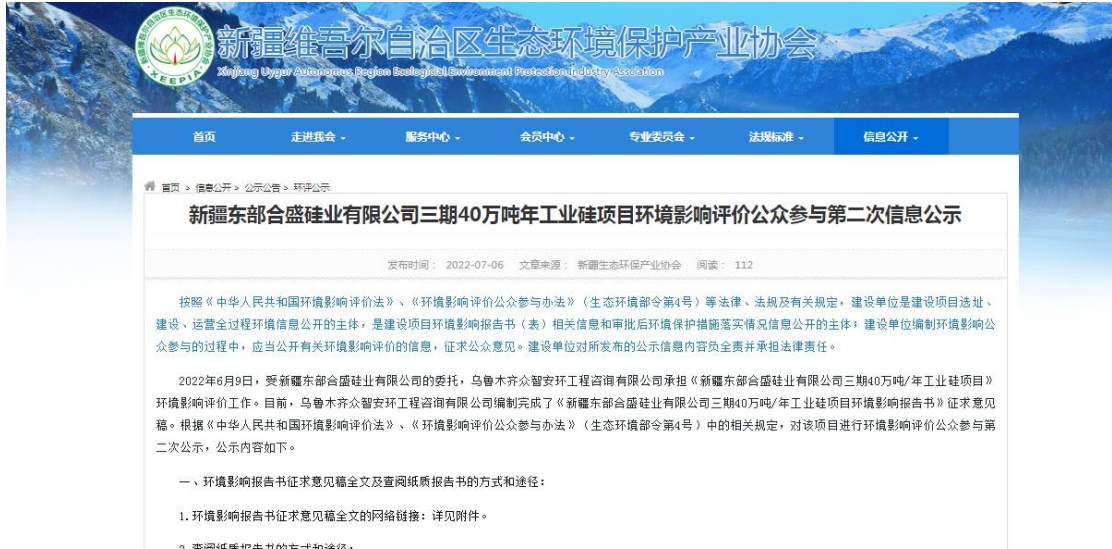 新疆维吾尔自治区生态环境保护产业协会
Xinjiang Uygur Autonomous Region Ecological Environment Protection Industry Assciation
XEEPIA
首页 走进我会 服务中心 会员中心 专业委员会 法规标准 信息公开
首页 > 信息公开 > 公示公告 > 环评公示
新疆东部合盛硅业有限公司三期40万吨年工业硅项目环境影响评价公众参与第二次信息公示
发布时间： 2022-07-06 文章来源： 新疆生态环保产业协会 阅读： 112
按照《中华人民共和国环境影响评价法》、《环境影响评价公众参与办法》（生态环境部令第4号）等法律、法规及有关规定，建设单位是建设项目选址、
建设、运营全过程环境信息公开的主体，是建设项目环境影响报告书（表）相关信息和审批后环境保护措施落实情况信息公开的主体；建设单位编制环境影响公
众参与的过程中，应当公开有关环境影响评价的信息，征求公众意见。建设单位对所发布的公示信息内容负全责并承担法律责任。
2022年6月9日，受新疆东部合盛硅业有限公司的委托，乌鲁木齐众智安环工程咨询有限公司承担《新疆东部合盛硅业有限公司三期40万吨/年工业硅项目》
环境影响评价工作。目前，乌鲁木齐众智安环工程咨询有限公司编制完成了《新疆东部合盛硅业有限公司三期40万吨/年工业硅项目环境影响报告书》征求意见
稿。根据《中华人民共和国环境影响评价法》、《环境影响评价公众参与办法》（生态环境部令第4号）中的相关规定，对该项目进行环境影响评价公众参与第
二次公示，公示内容如下。
一、环境影响报告书征求意见稿全文及查阅纸质报告书的方式和途径：
1.环境影响报告书征求意见稿全文的网络链接：详见附件。
2.查阅纸质报告书的方式和途径：